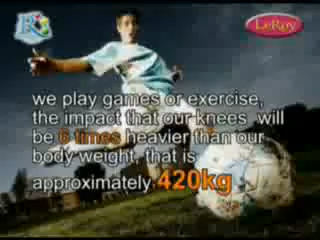 LeRoy
we play games or exercise,
the impact that our knees will
be 6 times heavier than our
body weight, that is
approximately 420kg